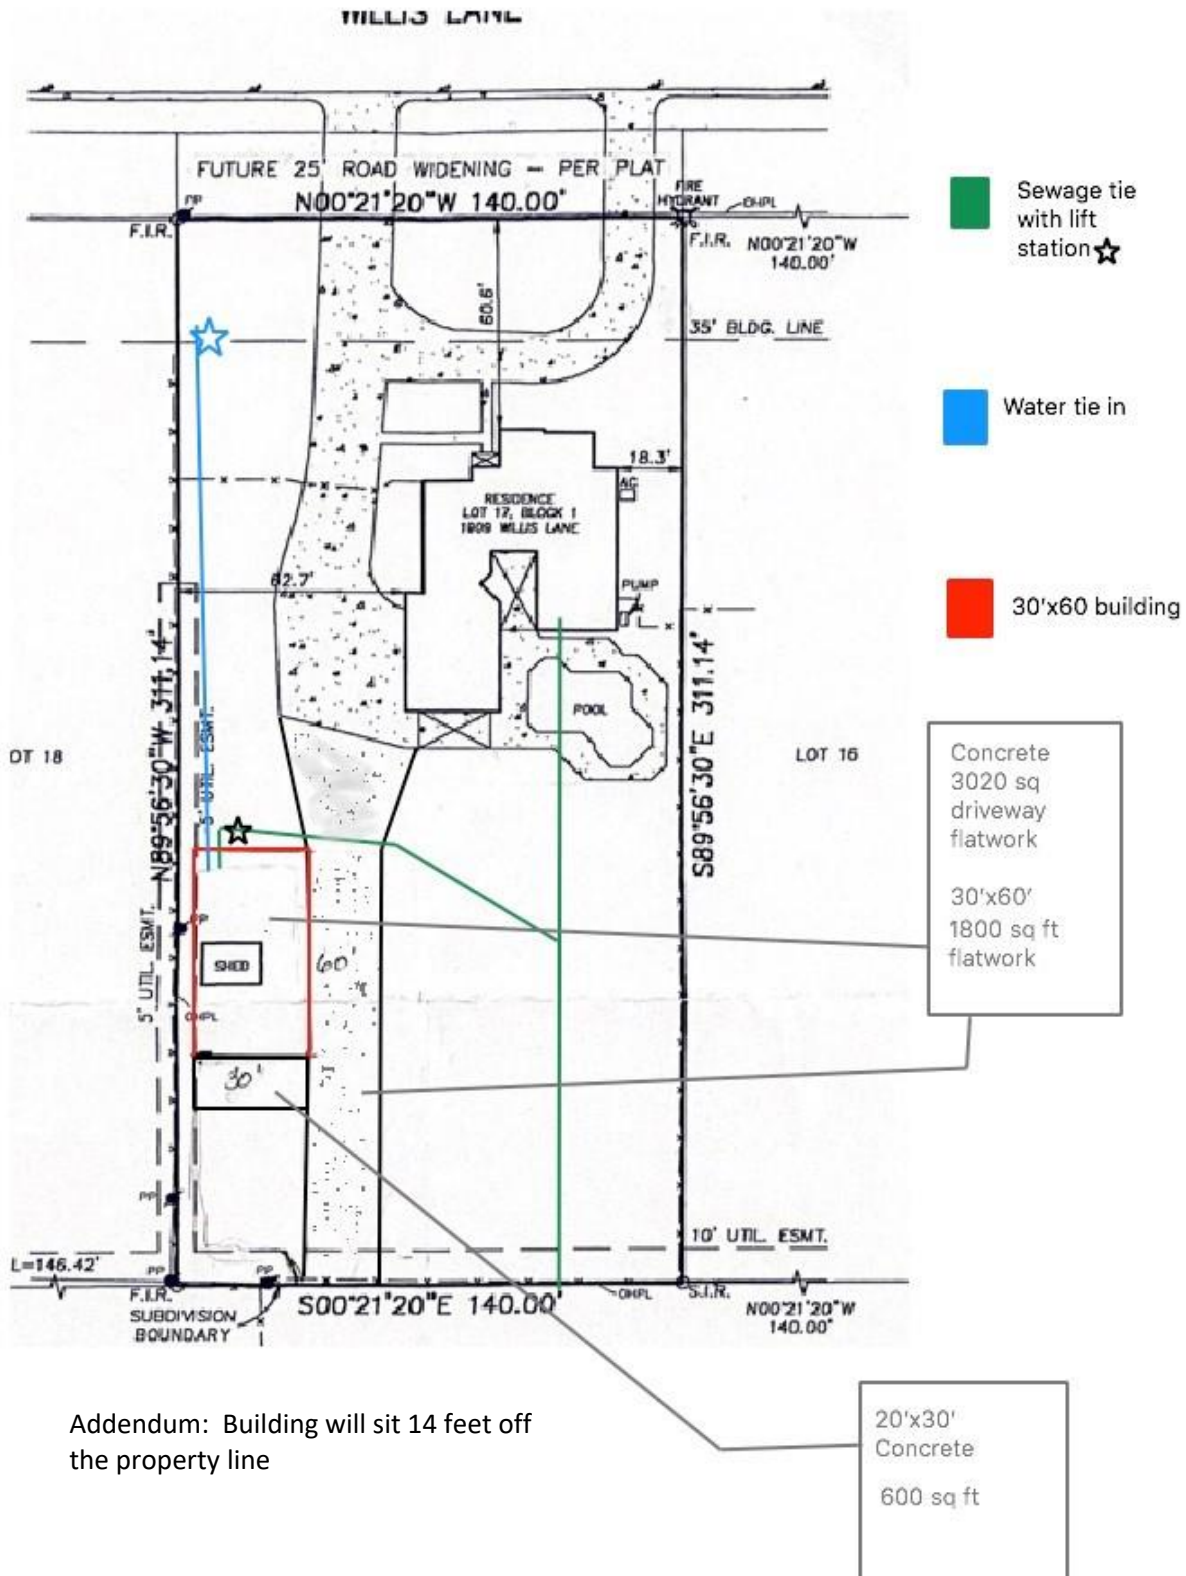 WILLIS LANE
FUTURE 25' ROAD WIDENING - PER PLAT
N00°21'20"W 140.00'
PP
F.I.R.
FIRE
HYDRANT
OHPL
F.I.R.
N00°21'20"W
140.00'
60.6'
35' BLDG. LINE
18.3'
AC
RESIDENCE
LOT 17, BLOCK 1
1909 WILLIS LANE
62.7'
PUMP
POOL
N89°56'30"W 311.14'
5' UTIL. ESMT.
S89°56'30"E 311.14'
OT 18
LOT 16
5" UTIL. ESMT.
PP
SHED
60'
OHPL
30'
PP
10' UTIL. ESMT.
L=146.42'
PP
PP
F.I.R.
SUBDIVISION
BOUNDARY
S00°21'20"E 140.00'
OHPL
S.I.R.
N00°21'20"W
140.00"
Sewage tie
with lift
station
Water tie in
30'x60 building
Concrete
3020 sq
driveway
flatwork
30'x60'
1800 sq ft
flatwork
Addendum: Building will sit 14 feet off
the property line
20'x30'
Concrete
600 sq ft